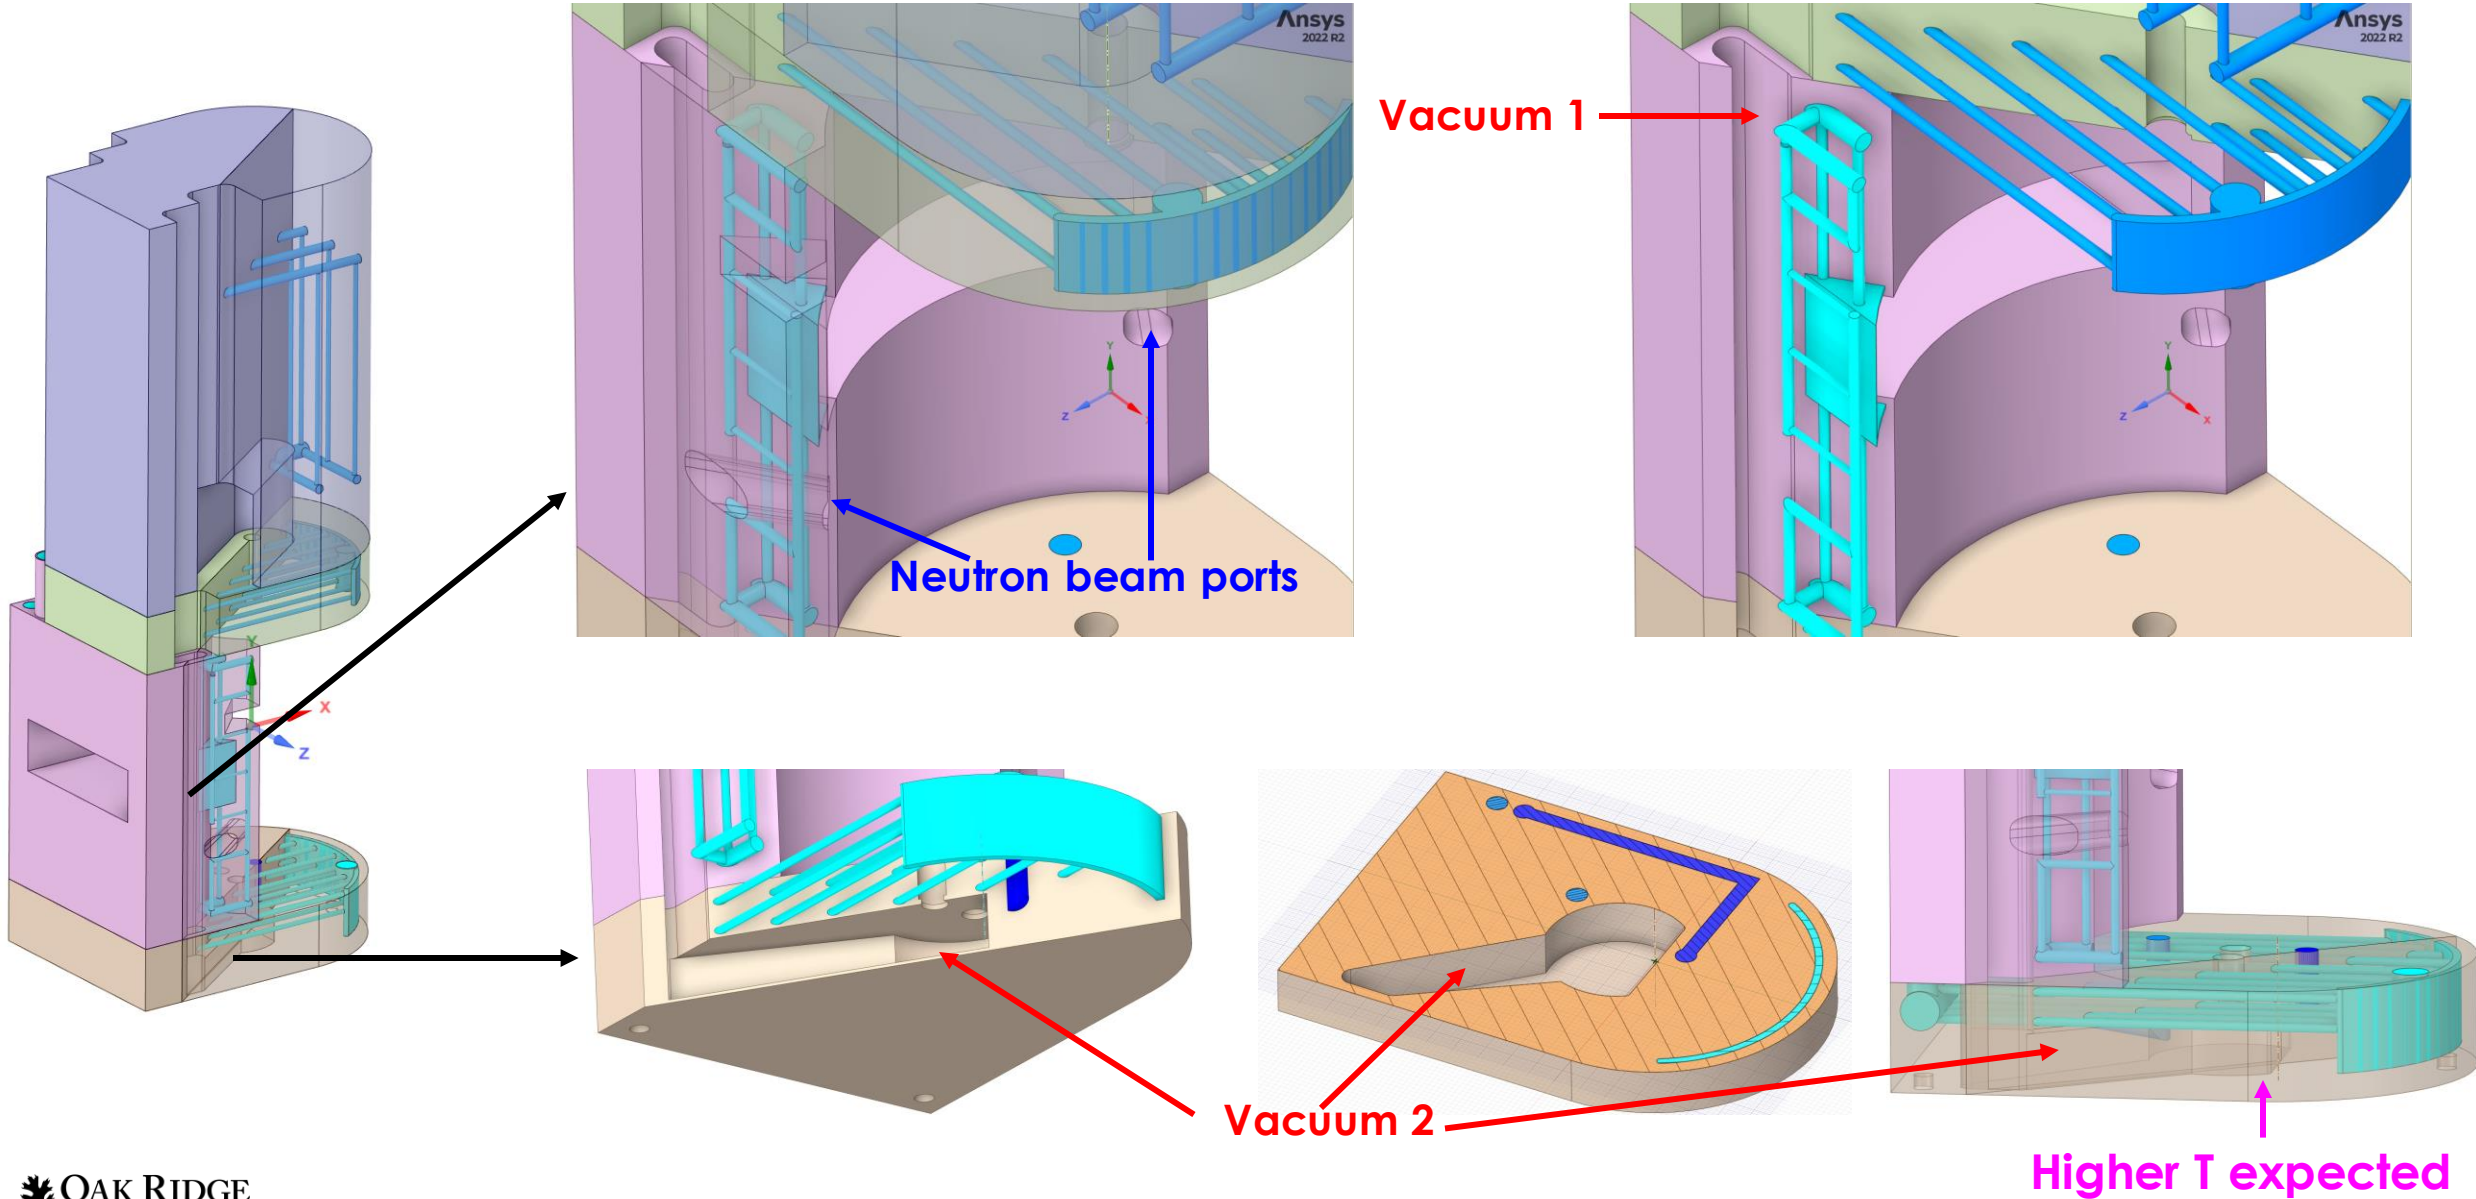 Ansys
2022 R2
Ansys
2022 R2
Vacuum 1
Y
Z
Y
Z
X
Neutron beam ports
Y
X
Z
Vacuum 2
Higher T expected
OAK RIDGE